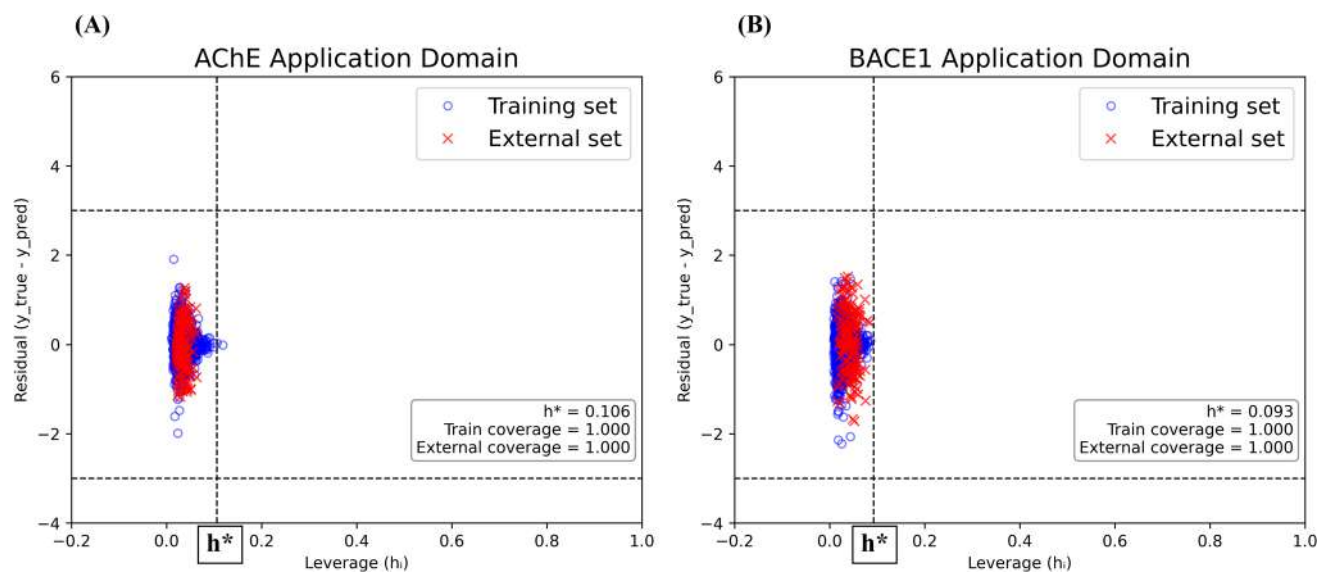 (A)
AChE Application Domain
Residual (y_true - y_pred)
6
4
2
0
−2
−4
Training set
External set
h* = 0.106
Train coverage = 1.000
External coverage = 1.000
−0.2 0.0 0.2 0.4 0.6 0.8 1.0
h*
Leverage (hᵢ)
(B)
BACE1 Application Domain
Residual (y_true - y_pred)
6
4
2
0
−2
−4
Training set
External set
h* = 0.093
Train coverage = 1.000
External coverage = 1.000
−0.2 0.0 0.2 0.4 0.6 0.8 1.0
h*
Leverage (hᵢ)